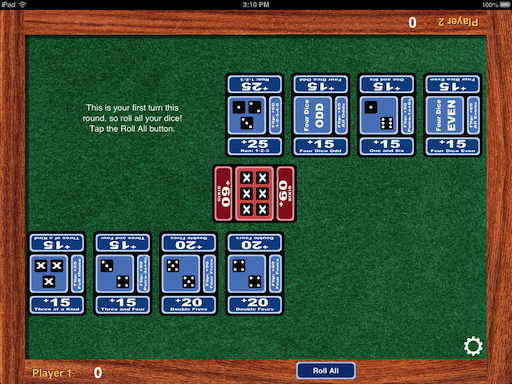 iPad
3:10 PM
100%
Player 2 0
This is your first turn this
round, so roll all your dice!
Tap the Roll All button.
+25
Run: 1-2-3
+25
Run: 1-2-3
+15
Four Dice Odd
Four Dice
ODD
+15
Four Dice Odd
+15
One and Six
+15
One and Six
+15
Four Dice Even
Four Dice
EVEN
+15
Four Dice Even
+60
SIXIS
X X
X X
X X
+60
SIXIS
+15
Three of a Kind
X X
X
+15
Three of a Kind
+15
Three and Four
+15
Three and Four
+20
Double Fives
+20
Double Fives
+20
Double Fours
+20
Double Fours
Player 1 0
Roll All